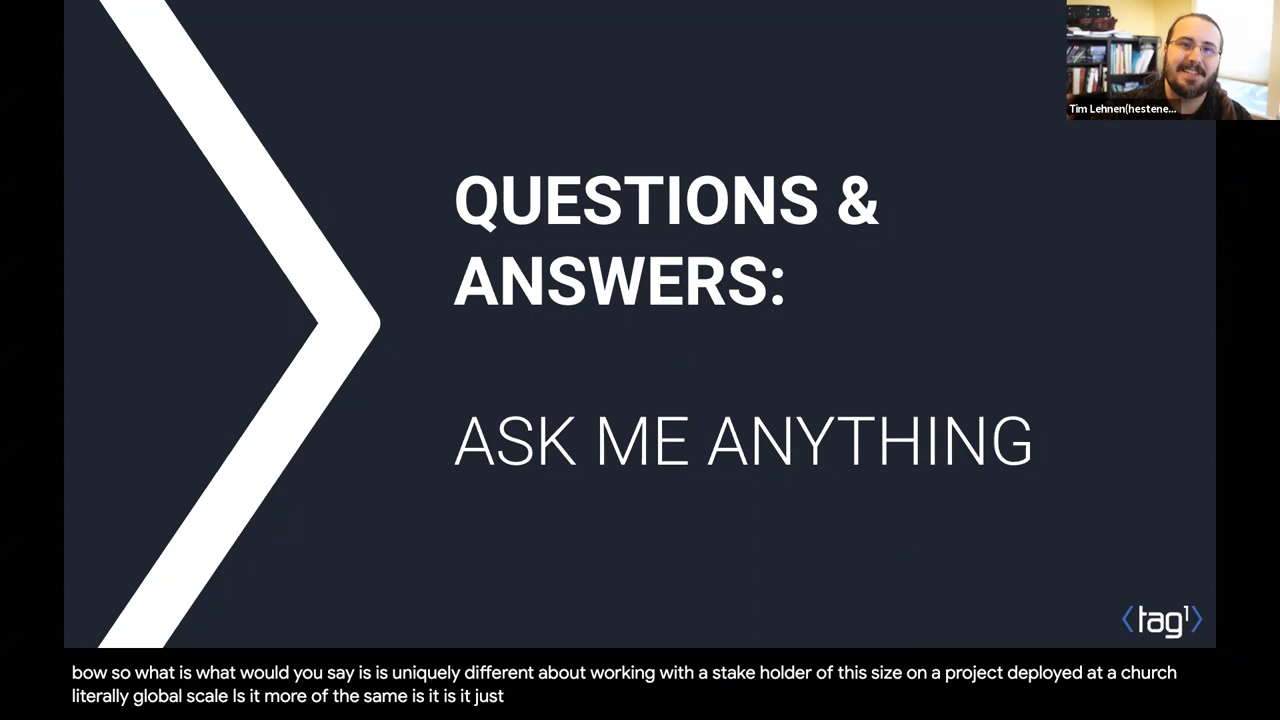 Tim Lehnen(hestene...
QUESTIONS &
ANSWERS:
ASK ME ANYTHING
<tag1>
bow so what is what would you say is is uniquely different about working with a stake holder of this size on a project deployed at a church
literally global scale Is it more of the same is it is it just